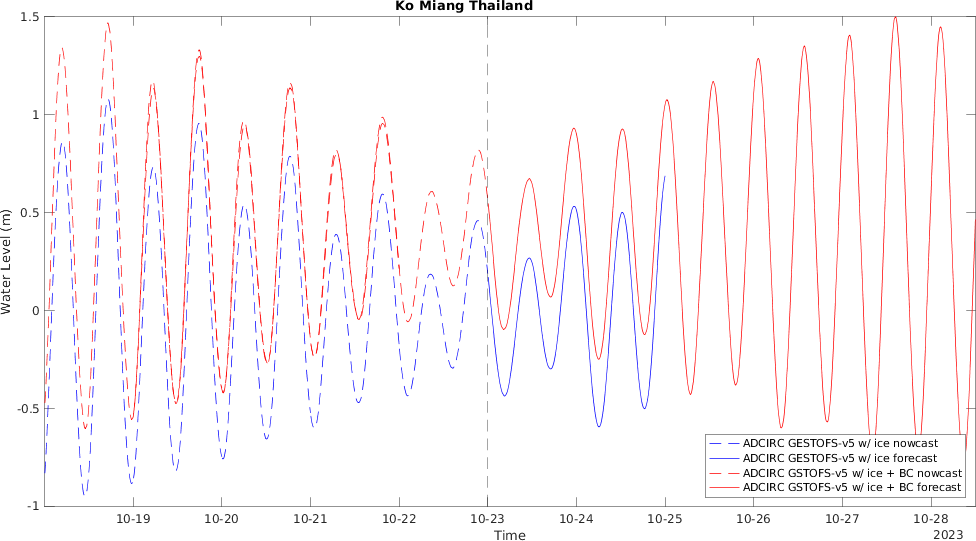 Ko Miang Thailand
Water Level (m)
1.5
1
0.5
0
-0.5
-1
ADCIRC GESTOFS-v5 w/ ice nowcast
ADCIRC GESTOFS-v5 w/ ice forecast
ADCIRC GSTOFS-v5 w/ ice + BC nowcast
ADCIRC GSTOFS-v5 w/ ice + BC forecast
10-19 10-20 10-21 10-22 10-23 10-24 10-25 10-26 10-27 10-28
Time
2023